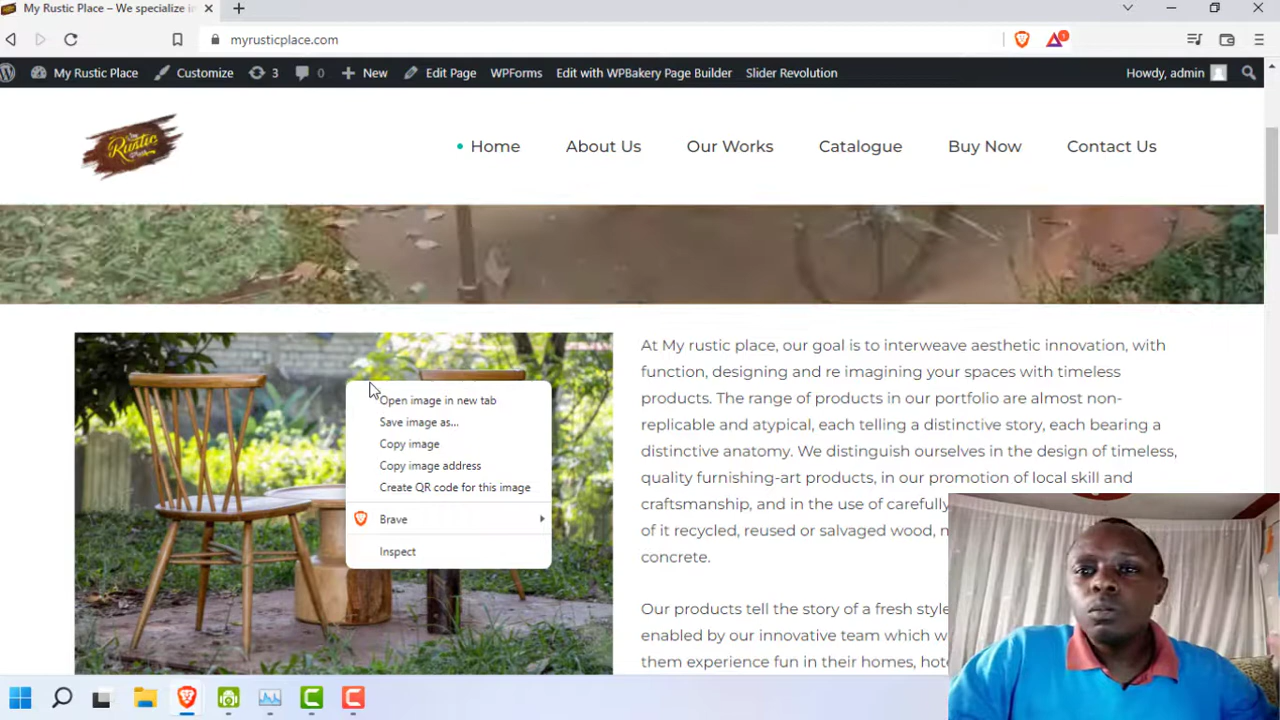 My Rustic Place – We specialize i
myrusticplace.com
1
My Rustic Place
Customize
3
0
New
Edit Page
WPForms
Edit with WPBakery Page Builder
Slider Revolution
Howdy, admin
Rustic
Home
About Us
Our Works
Catalogue
Buy Now
Contact Us
Open image in new tab
Save image as...
Copy image
Copy image address
Create QR code for this image
Brave
Inspect
At My rustic place, our goal is to interweave aesthetic innovation, with
function, designing and re imagining your spaces with timeless
products. The range of products in our portfolio are almost non-
replicable and atypical, each telling a distinctive story, each bearing a
distinctive anatomy. We distinguish ourselves in the design of timeless,
quality furnishing-art products, in our promotion of local skill and
craftsmanship, and in the use of carefully
of it recycled, reused or salvaged wood,
concrete.
Our products tell the story of a fresh style
enabled by our innovative team which
them experience fun in their homes,